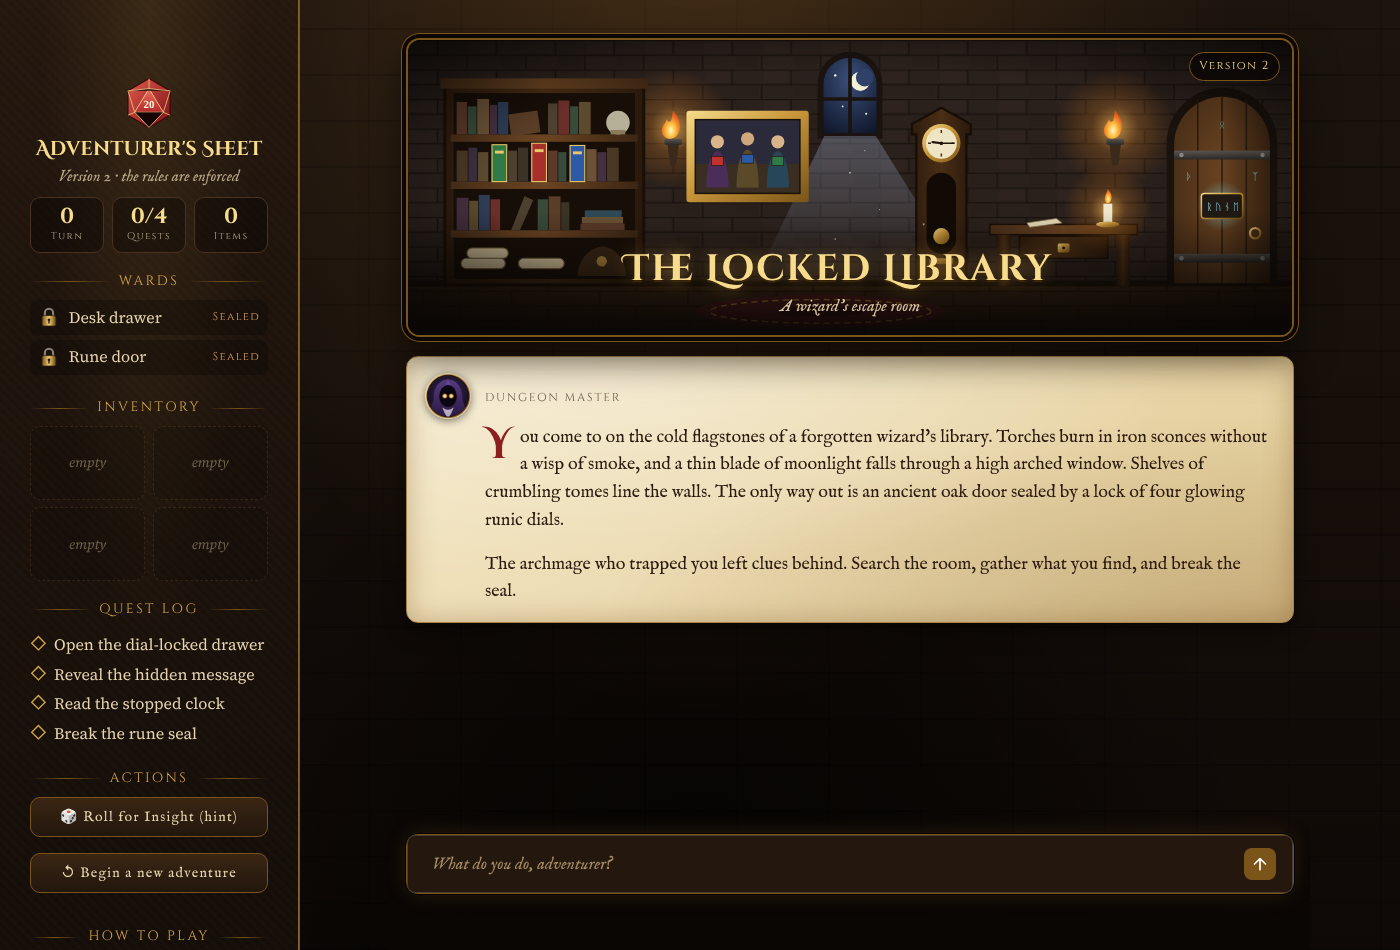 20
ADVENTURER'S SHEET
Version 2 · the rules are enforced
0
TURN
0/4
QUESTS
0
ITEMS
WARDS
Desk drawer
SEALED
Rune door
SEALED
INVENTORY
empty
empty
empty
empty
QUEST LOG
Open the dial-locked drawer
Reveal the hidden message
Read the stopped clock
Break the rune seal
ACTIONS
Roll for Insight (hint)
Begin a new adventure
HOW TO PLAY
VERSION 2
THE LOCKED LIBRARY
A wizard's escape room
DUNGEON MASTER
You come to on the cold flagstones of a forgotten wizard's library. Torches burn in iron sconces without
a wisp of smoke, and a thin blade of moonlight falls through a high arched window. Shelves of
crumbling tomes line the walls. The only way out is an ancient oak door sealed by a lock of four glowing
runic dials.
The archmage who trapped you left clues behind. Search the room, gather what you find, and break the
seal.
What do you do, adventurer?